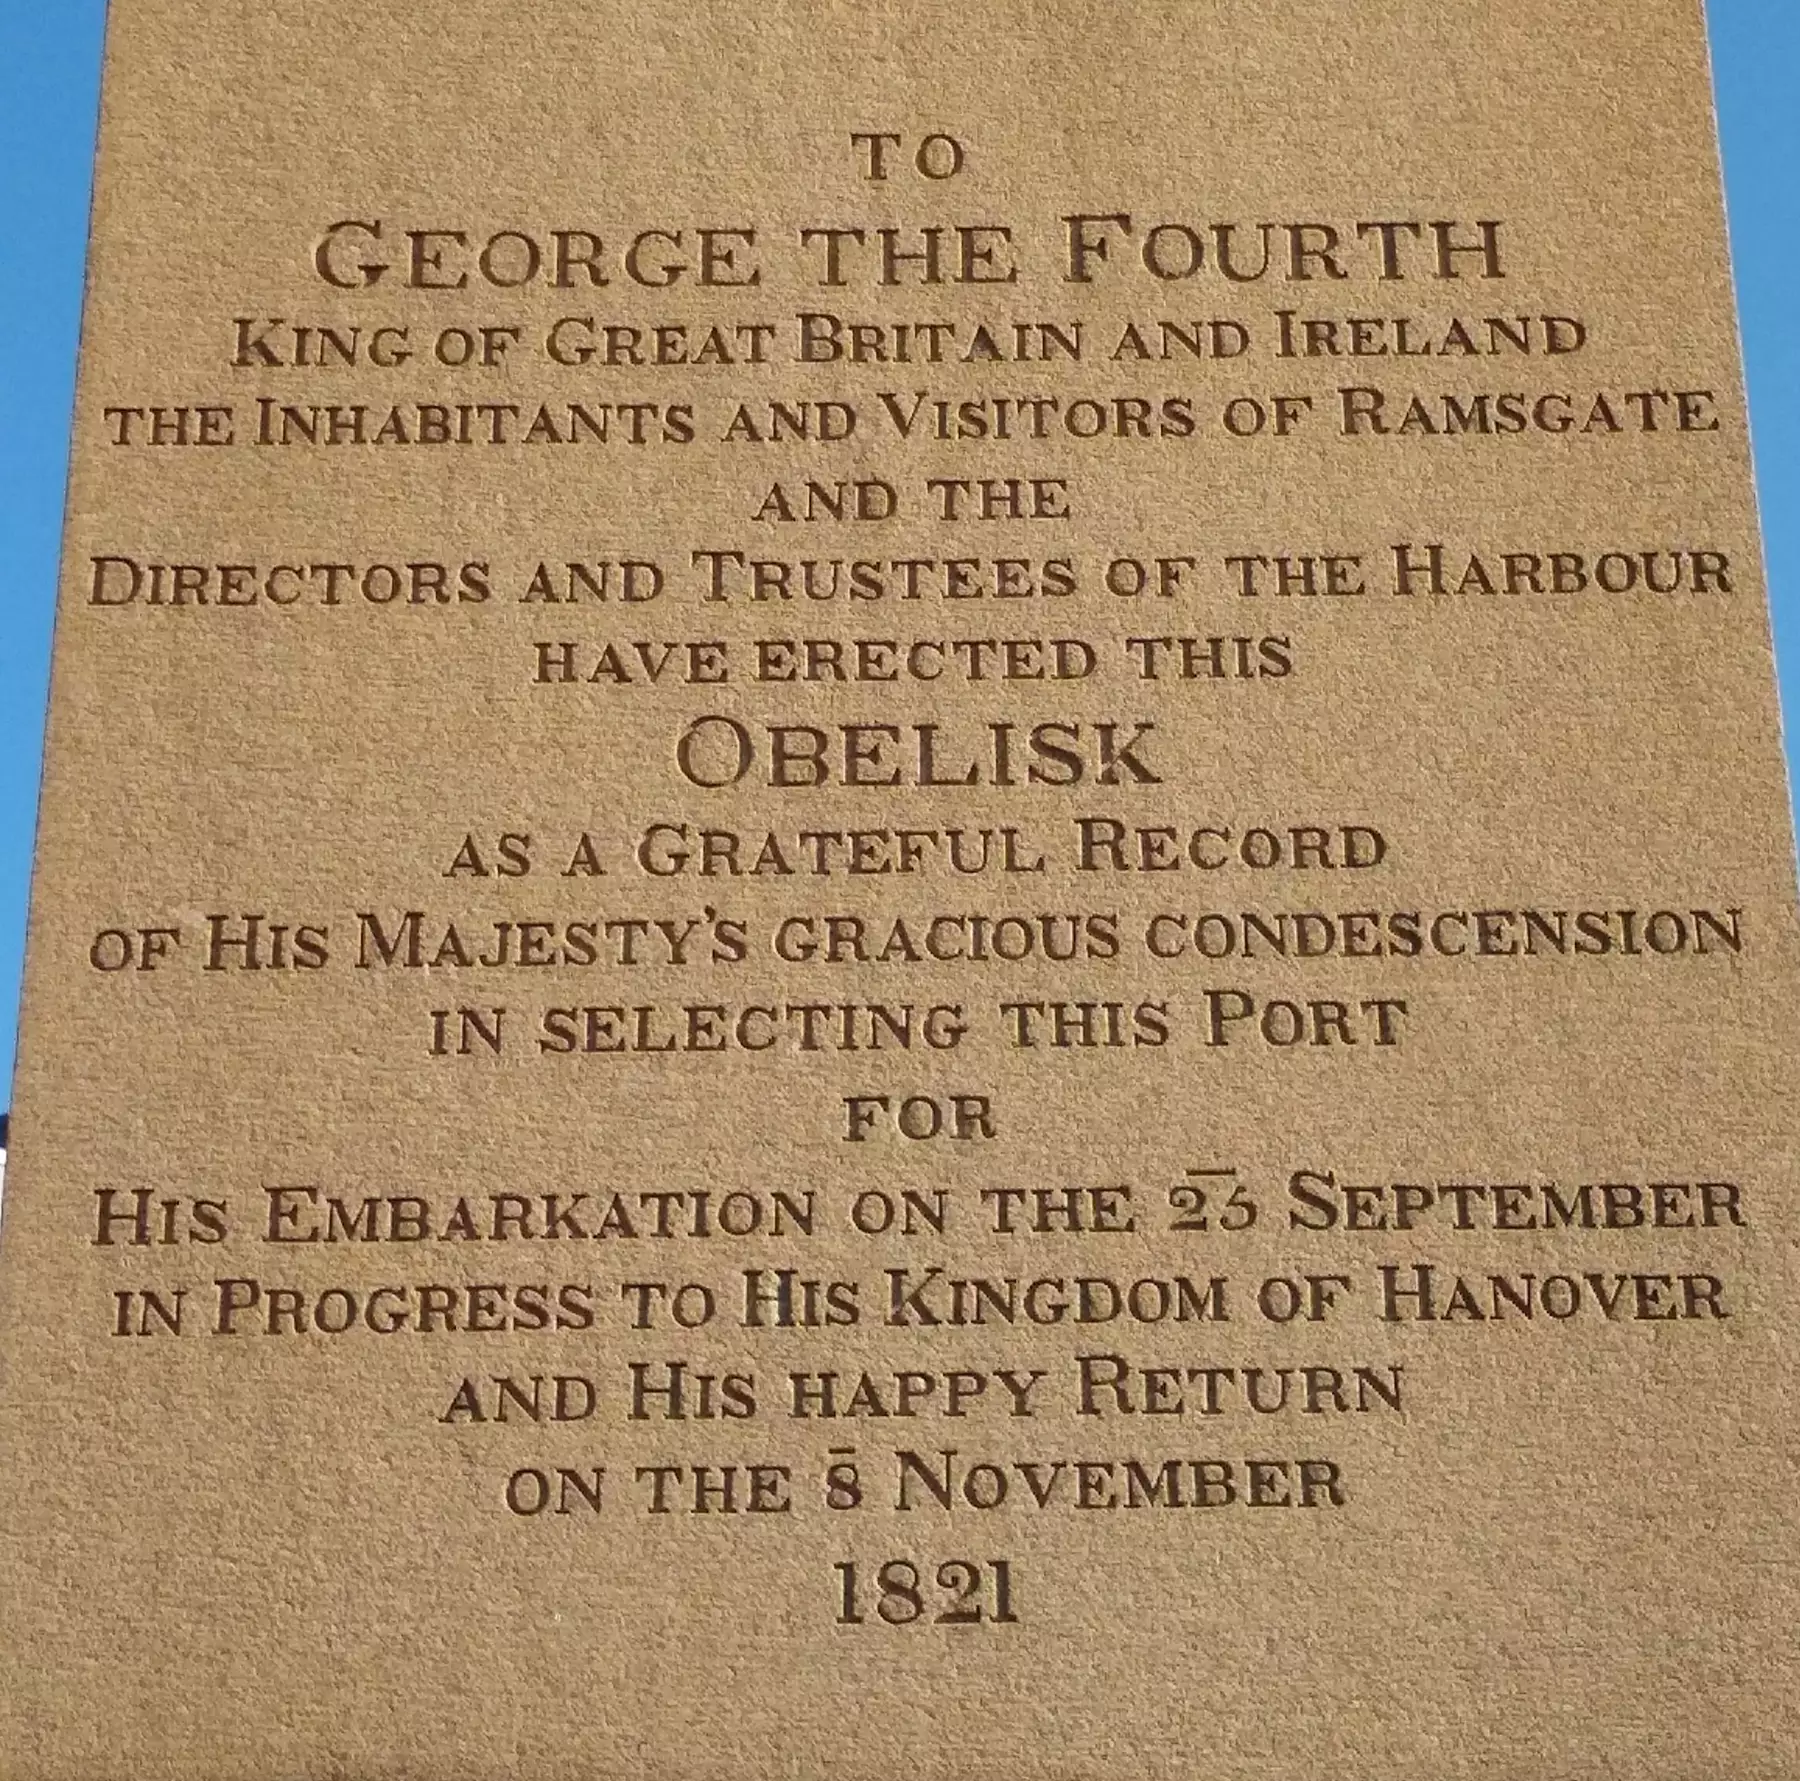 TO
GEORGE THE FOURTH
KING OF GREAT BRITAIN AND IRELAND
THE INHABITANTS AND VISITORS OF RAMSGATE
AND THE
DIRECTORS AND TRUSTEES OF THE HARBOUR
HAVE ERECTED THIS
OBELISK
AS A GRATEFUL RECORD
OF HIS MAJESTY'S GRACIOUS CONDESCENSION
IN SELECTING THIS PORT
FOR
HIS EMBARKATION ON THE 25 SEPTEMBER
IN PROGRESS TO HIS KINGDOM OF HANOVER
AND HIS HAPPY RETURN
ON THE 8 NOVEMBER
1821